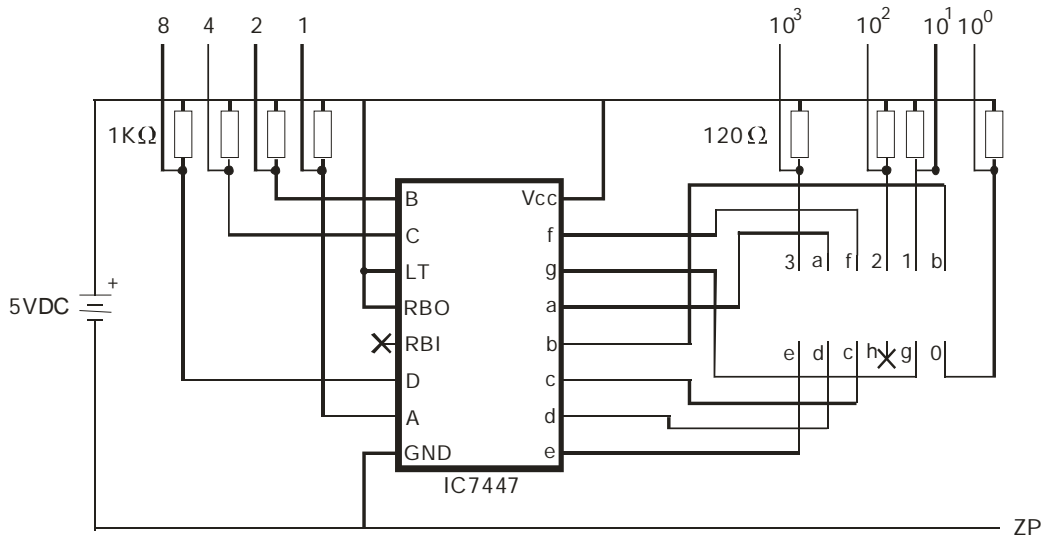 8 4 2 1 10³ 10² 10¹ 10⁰
1KΩ 120Ω
B Vcc
C f
LT g 3 a f 2 1 b
+
5VDC RBO a
RBI b e d c h g 0
D c
A d
GND e
IC7447
ZP